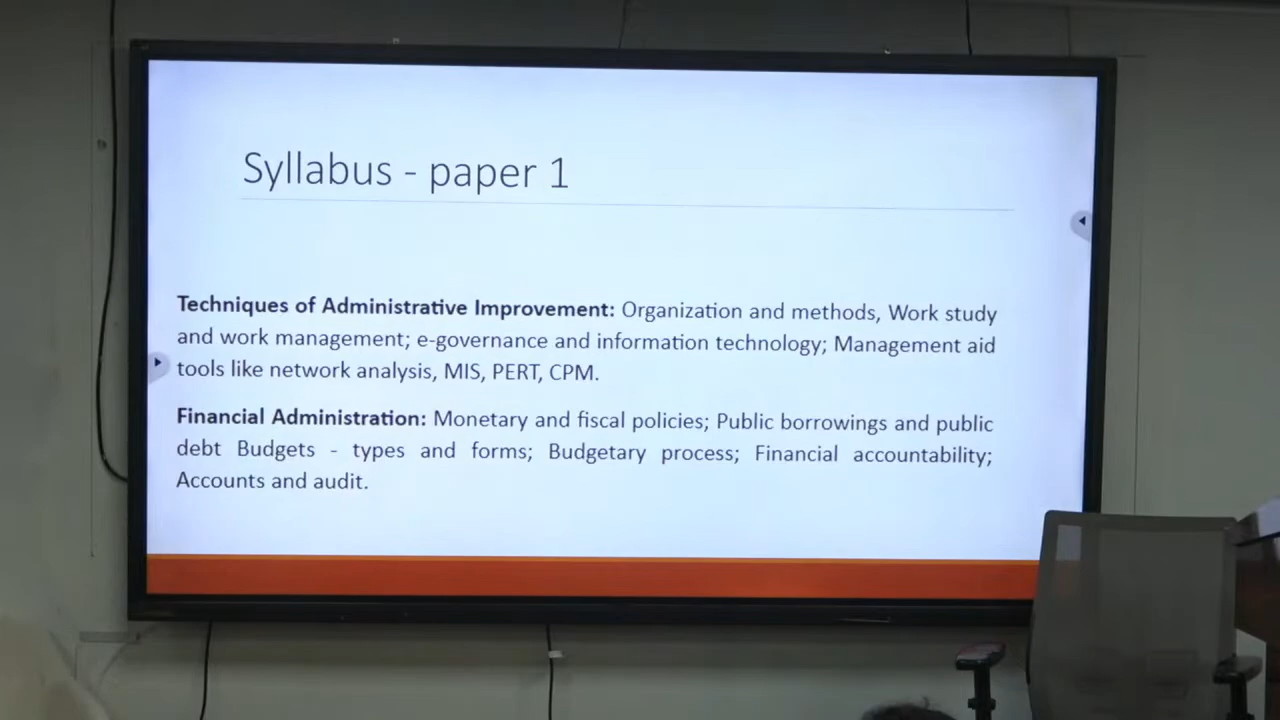 Syllabus - paper 1
Techniques of Administrative Improvement: Organization and methods, Work study
and work management; e-governance and information technology; Management aid
tools like network analysis, MIS, PERT, CPM.
Financial Administration: Monetary and fiscal policies; Public borrowings and public
debt Budgets - types and forms; Budgetary process; Financial accountability;
Accounts and audit.